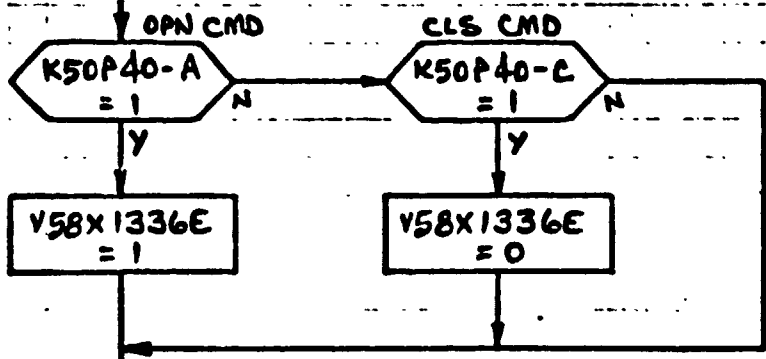 OPN CMD
K50P40-A
= 1
N
Y
V58X1336E
= 1
CLS CMD
K50P40-C
= 1
N
Y
V58X1336E
= 0